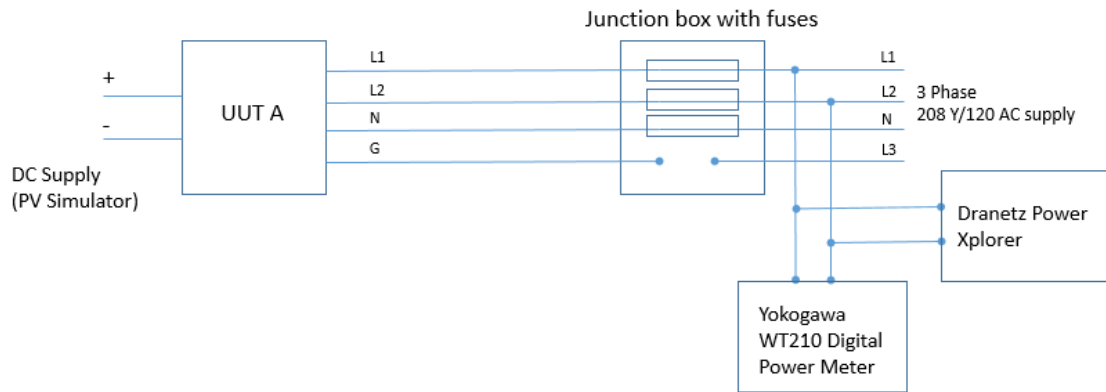 Junction box with fuses
+
-
DC Supply
(PV Simulator)
UUT A
L1
L2
N
G
L1
L2
N
L3
3 Phase
208 Y/120 AC supply
Dranetz Power
Xplorer
Yokogawa
WT210 Digital
Power Meter